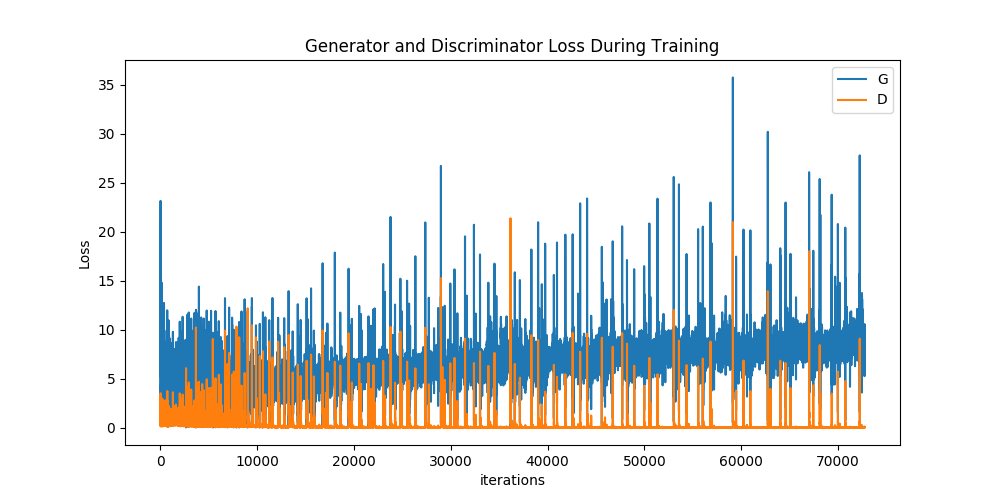 Generator and Discriminator Loss During Training
G
D
35
30
25
20
15
10
5
0
Loss
0 10000 20000 30000 40000 50000 60000 70000
iterations